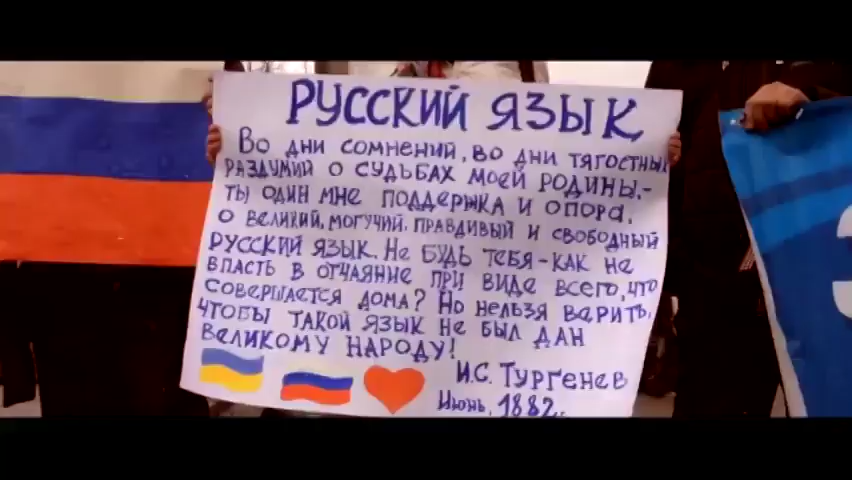 РУССКИЙ ЯЗЫК
Во дни сомнений, во дни тягостных
раздумий о судьбах моей родины,-
ты один мне поддержка и опора,
о великий, могучий, правдивый и свободный
русский язык. Не будь тебя - как не
впасть в отчаяние при виде всего, что
совершается дома? Но нельзя верить,
чтобы такой язык не был дан
великому народу!
И.С. Тургенев
Июнь, 1882г.